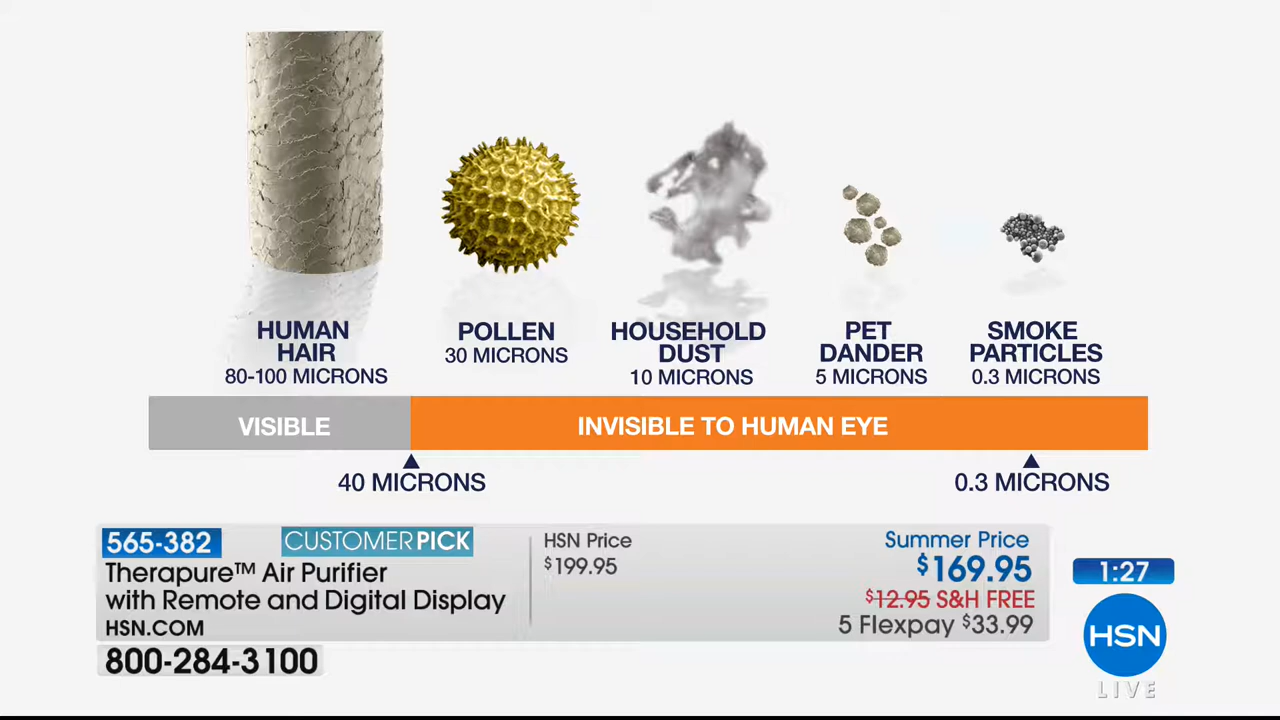 HUMAN
HAIR
80-100 MICRONS
POLLEN
30 MICRONS
HOUSEHOLD
DUST
10 MICRONS
PET
DANDER
5 MICRONS
SMOKE
PARTICLES
0.3 MICRONS
VISIBLE
INVISIBLE TO HUMAN EYE
40 MICRONS
0.3 MICRONS
565-382
CUSTOMERPICK
Therapure™ Air Purifier
with Remote and Digital Display
HSN.COM
800-284-3100
HSN Price
$199.95
Summer Price
$169.95
$12.95 S&H FREE
5 Flexpay $33.99
1:27
HSN
LIVE